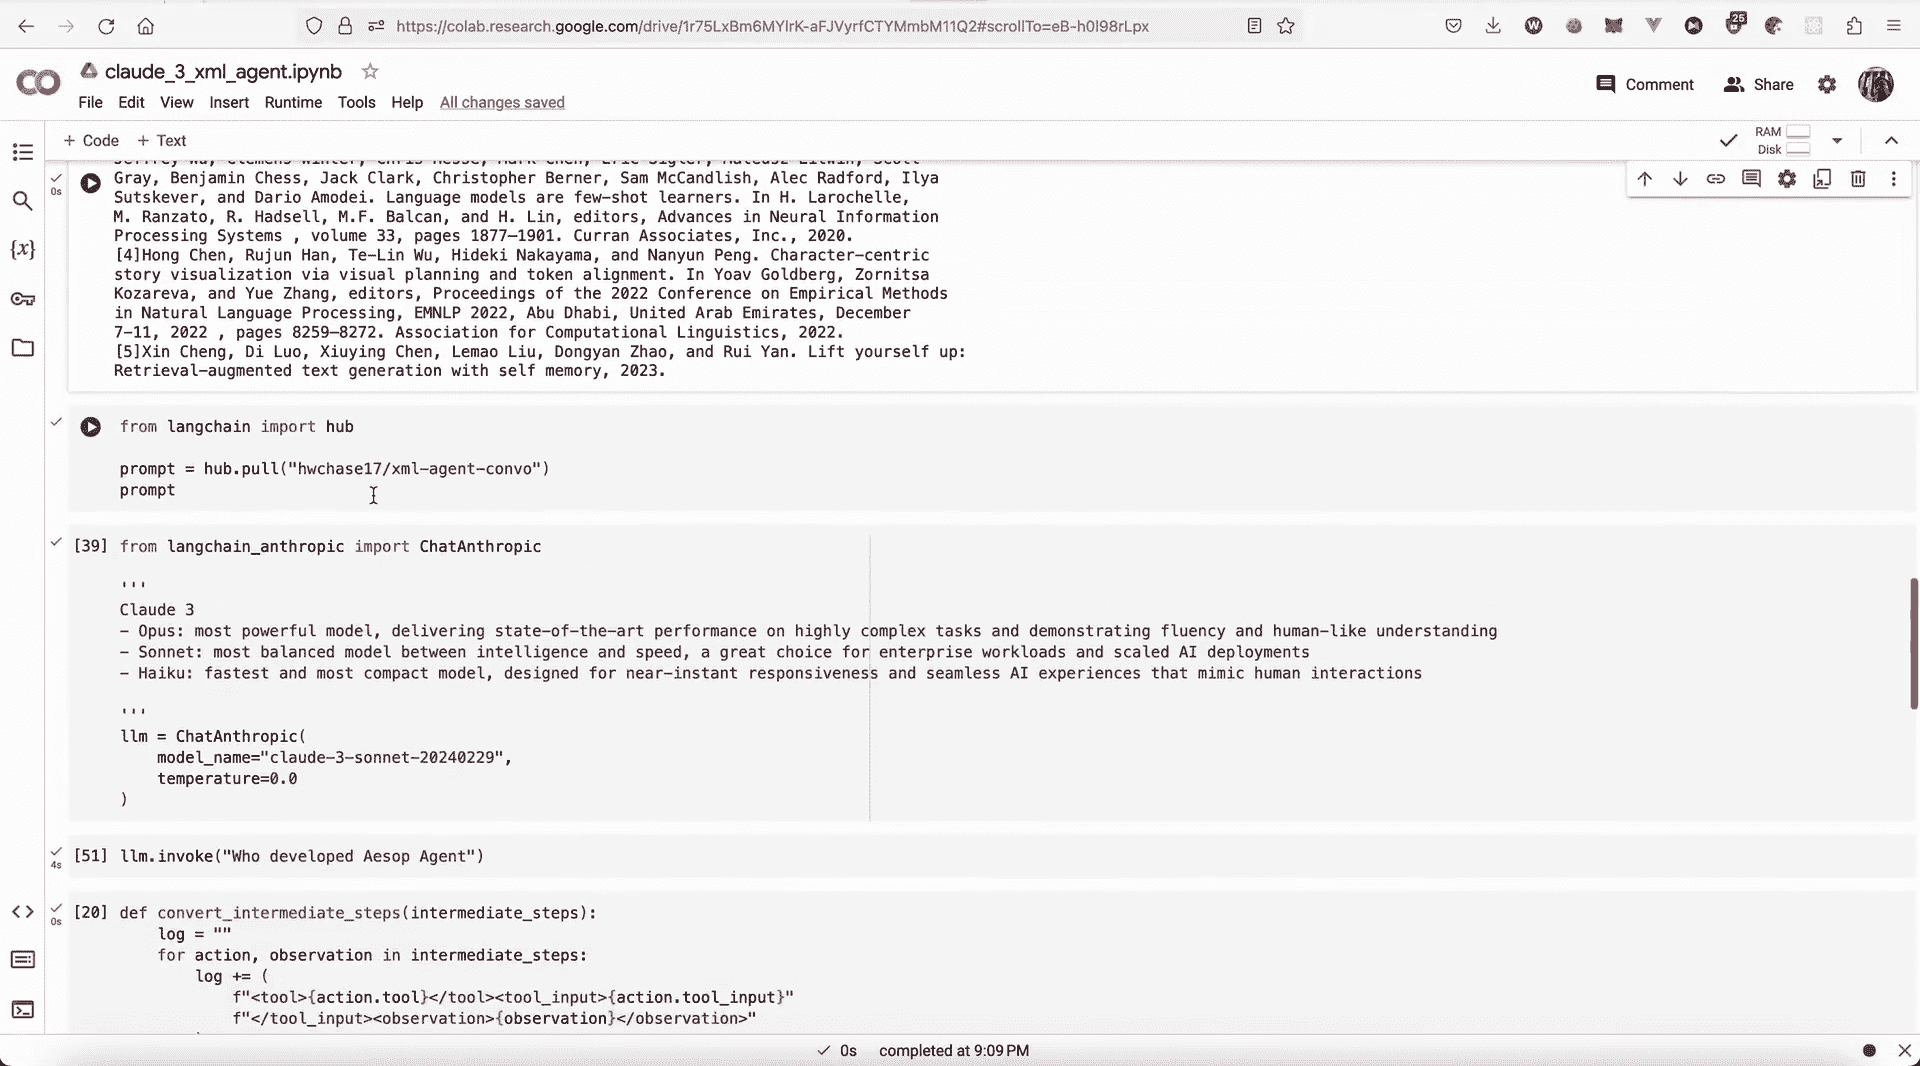 https://colab.research.google.com/drive/1r75LxBm6MYlrK-aFJVyrfCTYMmbM11Q2#scrollTo=eB-h0l98rLpx
25
claude_3_xml_agent.ipynb
Comment
Share
File Edit View Insert Runtime Tools Help All changes saved
+ Code + Text
RAM
Disk
Jeffrey Wu, Clemens Winter, Chris Hesse, Mark Chen, Eric Sigler, Mateusz Litwin, Scott
0s
Gray, Benjamin Chess, Jack Clark, Christopher Berner, Sam McCandlish, Alec Radford, Ilya
Sutskever, and Dario Amodei. Language models are few-shot learners. In H. Larochelle,
M. Ranzato, R. Hadsell, M.F. Balcan, and H. Lin, editors, Advances in Neural Information
Processing Systems , volume 33, pages 1877–1901. Curran Associates, Inc., 2020.
[4]Hong Chen, Rujun Han, Te-Lin Wu, Hideki Nakayama, and Nanyun Peng. Character-centric
story visualization via visual planning and token alignment. In Yoav Goldberg, Zornitsa
Kozareva, and Yue Zhang, editors, Proceedings of the 2022 Conference on Empirical Methods
in Natural Language Processing, EMNLP 2022, Abu Dhabi, United Arab Emirates, December
7–11, 2022 , pages 8259–8272. Association for Computational Linguistics, 2022.
[5]Xin Cheng, Di Luo, Xiuying Chen, Lemao Liu, Dongyan Zhao, and Rui Yan. Lift yourself up:
Retrieval-augmented text generation with self memory, 2023.
from langchain import hub
prompt = hub.pull("hwchase17/xml-agent-convo")
prompt
[39] from langchain_anthropic import ChatAnthropic
'''
Claude 3
- Opus: most powerful model, delivering state-of-the-art performance on highly complex tasks and demonstrating fluency and human-like understanding
- Sonnet: most balanced model between intelligence and speed, a great choice for enterprise workloads and scaled AI deployments
- Haiku: fastest and most compact model, designed for near-instant responsiveness and seamless AI experiences that mimic human interactions
'''
llm = ChatAnthropic(
model_name="claude-3-sonnet-20240229",
temperature=0.0
)
4s
[51] llm.invoke("Who developed Aesop Agent")
0s
[20] def convert_intermediate_steps(intermediate_steps):
log = ""
for action, observation in intermediate_steps:
log += (
f"<tool>{action.tool}</tool><tool_input>{action.tool_input}"
f"</tool_input><observation>{observation}</observation>"
0s completed at 9:09 PM